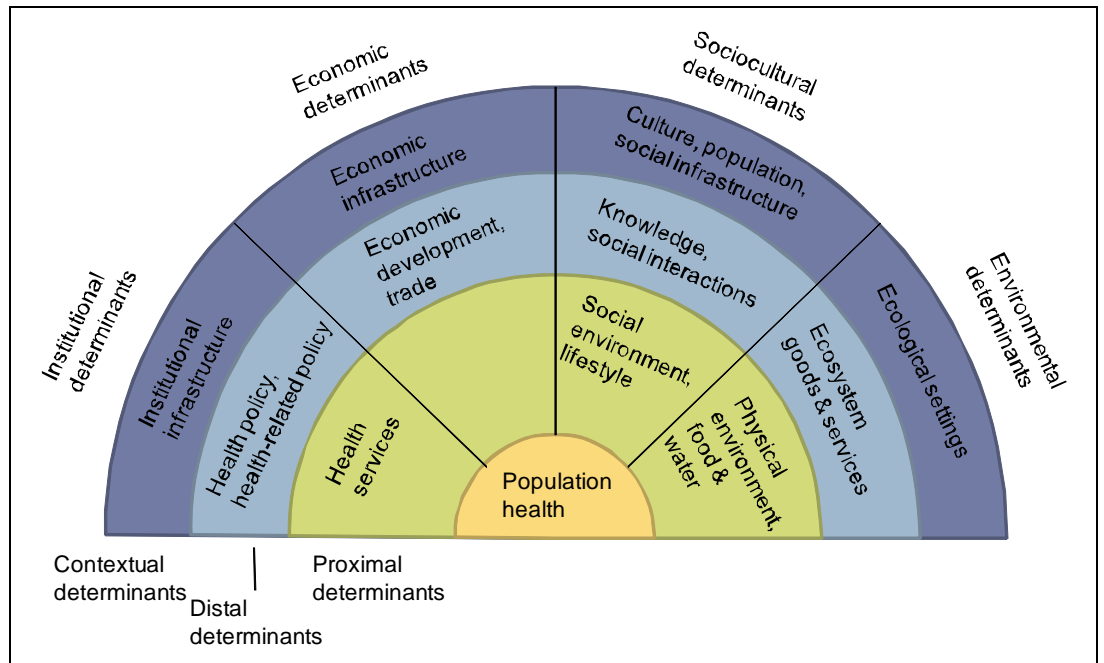 Economic
determinants
Sociocultural
determinants
Institutional
determinants
Environmental
determinants
Economic
infrastructure
Culture, population,
social infrastructure
Institutional
infrastructure
Ecological settings
Economic
development,
trade
Knowledge,
social interactions
Health policy,
health-related policy
Ecosystem
goods & services
Health
services
Social
environment,
lifestyle
Physical
environment,
food &
water
Population
health
Contextual
determinants
Distal
determinants
Proximal
determinants